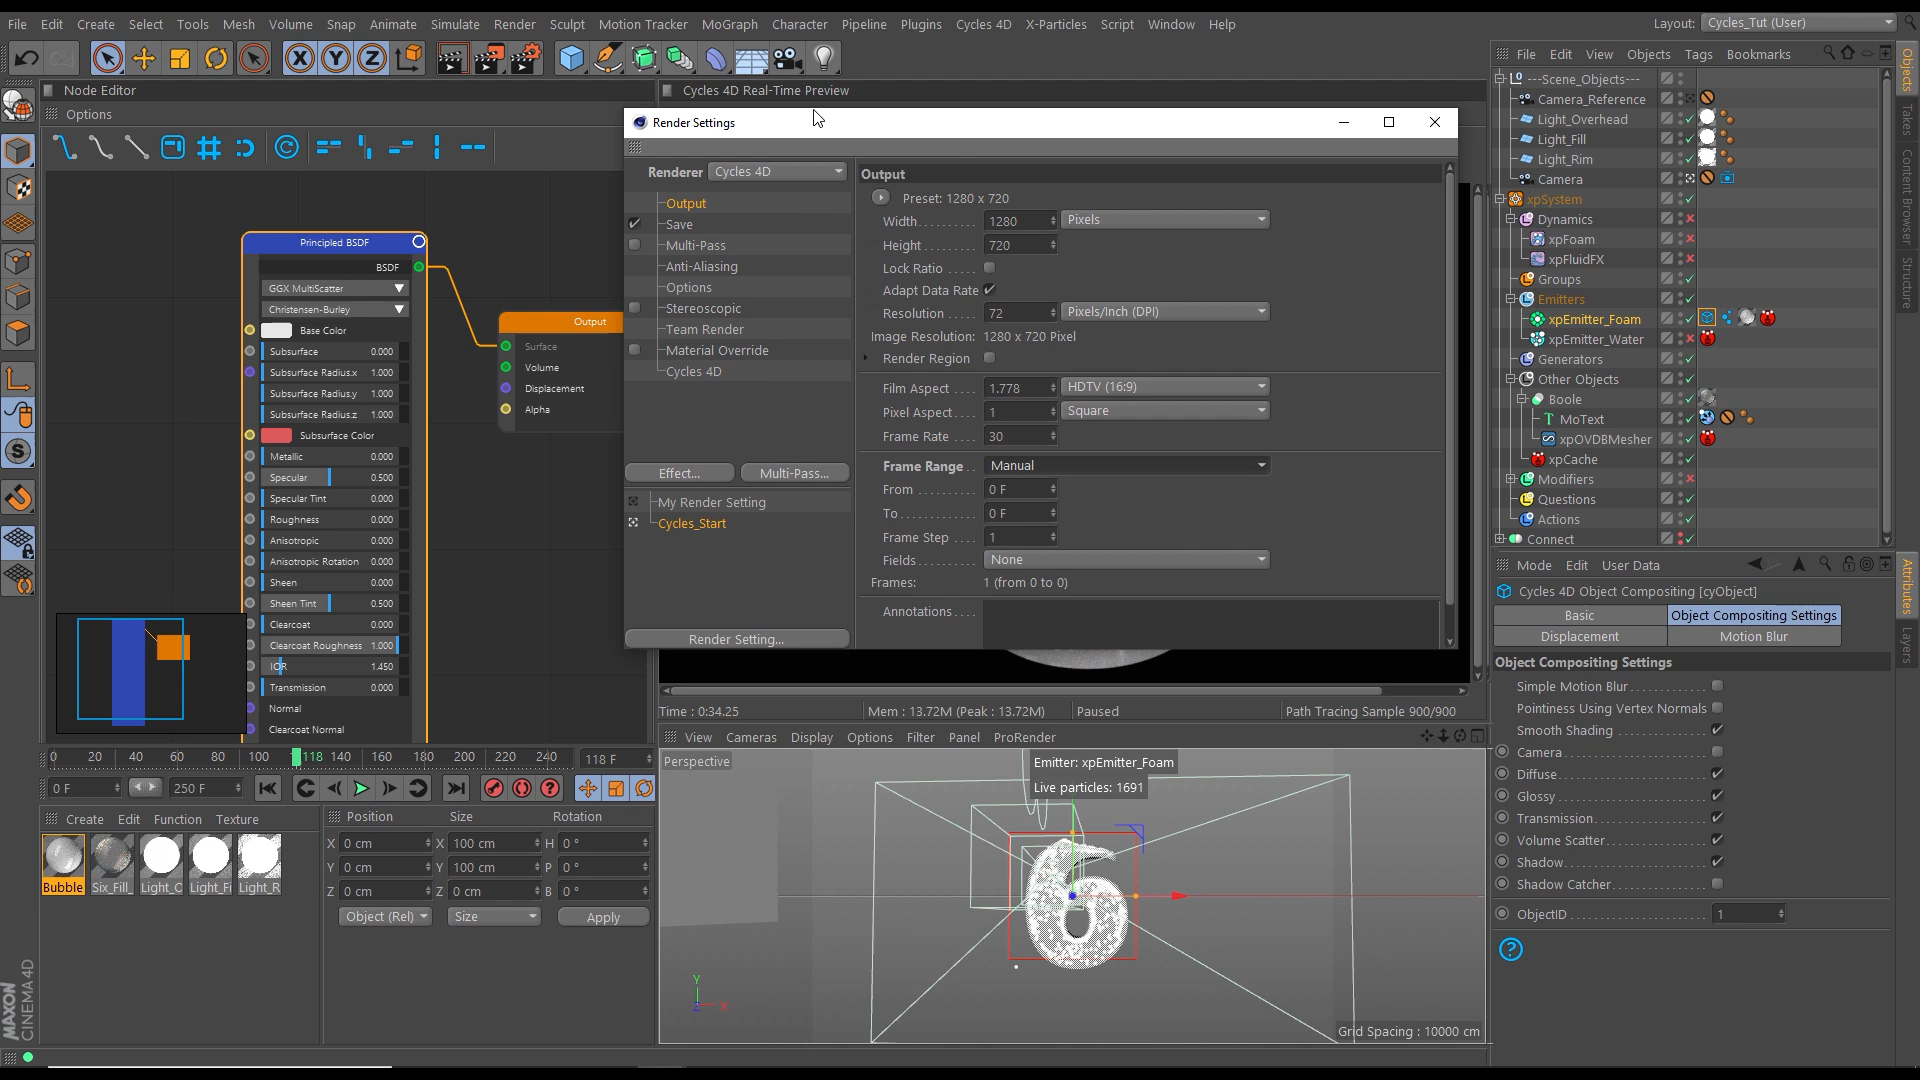 File Edit Create Select Tools Mesh Volume Snap Animate Simulate Render Sculpt Motion Tracker MoGraph Character Pipeline Plugins Cycles 4D X-Particles Script Window Help
Layout: Cycles_Tut (User)
Node Editor
Options
Principled BSDF
BSDF
GGX MultiScatter
Christensen-Burley
Base Color
Subsurface 0.000
Subsurface Radius.x 1.000
Subsurface Radius.y 1.000
Subsurface Radius.z 1.000
Subsurface Color
Metallic 0.000
Specular 0.500
Specular Tint 0.000
Roughness 0.000
Anisotropic 0.000
Anisotropic Rotation 0.000
Sheen 0.000
Sheen Tint 0.500
Clearcoat 0.000
Clearcoat Roughness 1.000
IOR 1.450
Transmission 0.000
Normal
Clearcoat Normal
Output
Surface
Volume
Displacement
Alpha
Cycles 4D Real-Time Preview
Render Settings
Renderer Cycles 4D
Output
Save
Multi-Pass
Anti-Aliasing
Options
Stereoscopic
Team Render
Material Override
Cycles 4D
Effect... Multi-Pass...
My Render Setting
Cycles_Start
Render Setting...
Output
Preset: 1280 x 720
Width 1280 Pixels
Height 720
Lock Ratio
Adapt Data Rate
Resolution 72 Pixels/Inch (DPI)
Image Resolution: 1280 x 720 Pixel
Render Region
Film Aspect 1.778 HDTV (16:9)
Pixel Aspect 1 Square
Frame Rate 30
Frame Range Manual
From 0 F
To 0 F
Frame Step 1
Fields None
Frames: 1 (from 0 to 0)
Annotations
Time : 0:34.25 Mem : 13.72M (Peak : 13.72M) Paused Path Tracing Sample 900/900
View Cameras Display Options Filter Panel ProRender
Perspective
Emitter: xpEmitter_Foam
Live particles: 1691
Y
X
Z
Grid Spacing : 10000 cm
0 20 40 60 80 100 118 140 160 180 200 220 240 118 F
0 F 250 F
Create Edit Function Texture
Bubble Six_Fill_ Light_O Light_Fi Light_R
Position Size Rotation
X 0 cm X 100 cm H 0 °
Y 0 cm Y 100 cm P 0 °
Z 0 cm Z 0 cm B 0 °
Object (Rel) Size Apply
MAXON
CINEMA 4D
File Edit View Objects Tags Bookmarks
---Scene_Objects---
Camera_Reference
Light_Overhead
Light_Fill
Light_Rim
Camera
xpSystem
Dynamics
xpFoam
xpFluidFX
Groups
Emitters
xpEmitter_Foam
xpEmitter_Water
Generators
Other Objects
Boole
MoText
xpOVDBMesher
xpCache
Modifiers
Questions
Actions
Connect
Mode Edit User Data
Cycles 4D Object Compositing [cyObject]
Basic Object Compositing Settings
Displacement Motion Blur
Object Compositing Settings
Simple Motion Blur
Pointiness Using Vertex Normals
Smooth Shading
Camera
Diffuse
Glossy
Transmission
Volume Scatter
Shadow
Shadow Catcher
ObjectID 1
Objects
Takes
Content Browser
Structure
Attributes
Layers